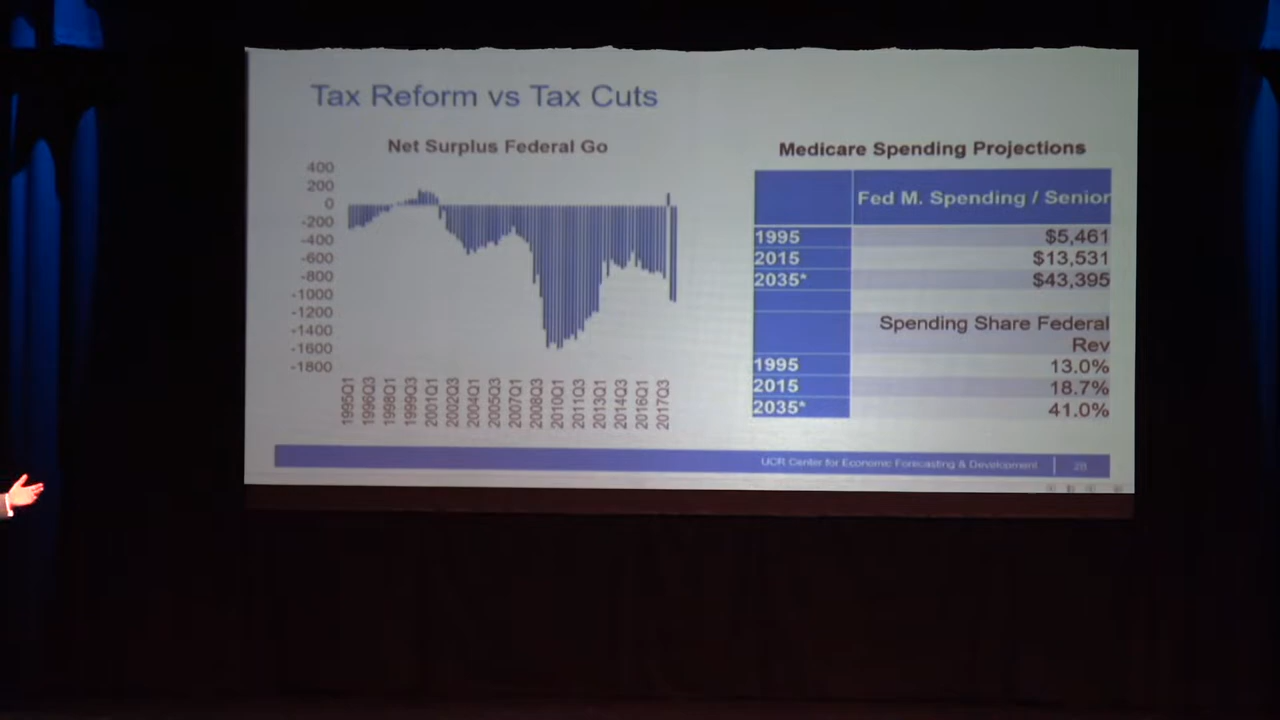 Tax Reform vs Tax Cuts
Net Surplus Federal Go
400
200
0
-200
-400
-600
-800
-1000
-1200
-1400
-1600
-1800
1995Q1
1996Q3
1998Q1
1999Q3
2001Q1
2002Q3
2004Q1
2005Q3
2007Q1
2008Q3
2010Q1
2011Q3
2013Q1
2014Q3
2016Q1
2017Q3
Medicare Spending Projections
Fed M. Spending / Senior
1995 $5,461
2015 $13,531
2035* $43,395
Spending Share Federal
Rev
1995 13.0%
2015 18.7%
2035* 41.0%
UCR Center for Economic Forecasting & Development 28